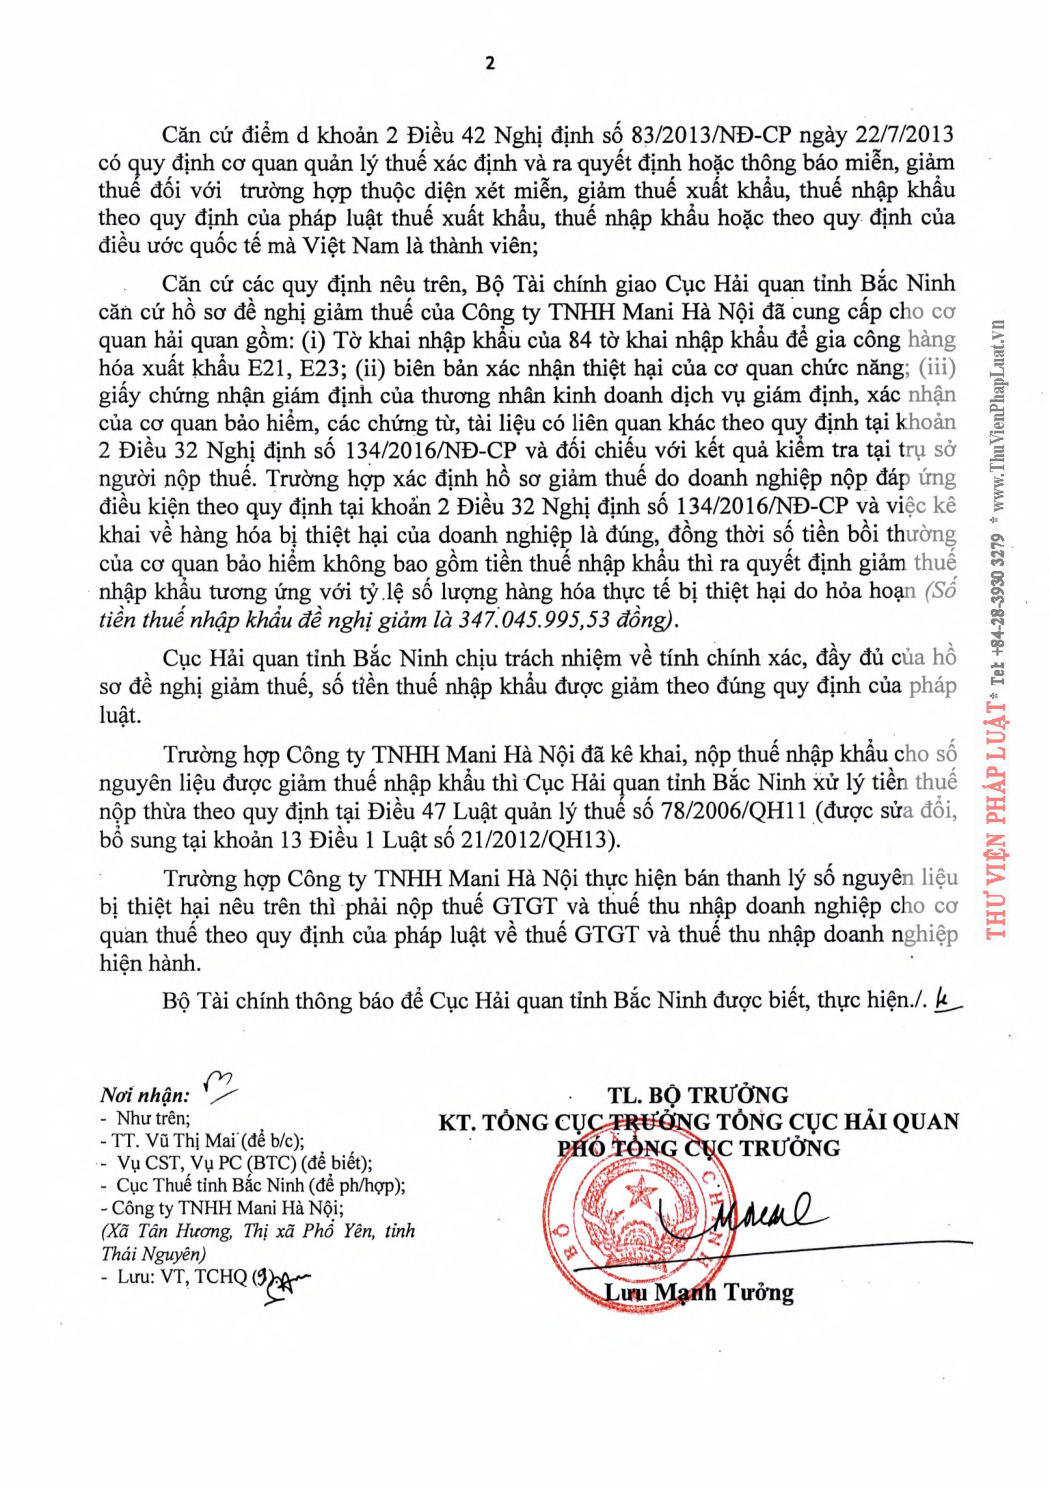 2
Căn cứ điểm d khoản 2 Điều 42 Nghị định số 83/2013/NĐ-CP ngày 22/7/2013
có quy định cơ quan quản lý thuế xác định và ra quyết định hoặc thông báo miễn, giảm
thuế đối với trường hợp thuộc diện xét miễn, giảm thuế xuất khẩu, thuế nhập khẩu
theo quy định của pháp luật thuế xuất khẩu, thuế nhập khẩu hoặc theo quy định của
điều ước quốc tế mà Việt Nam là thành viên;
Căn cứ các quy định nêu trên, Bộ Tài chính giao Cục Hải quan tỉnh Bắc Ninh
căn cứ hồ sơ đề nghị giảm thuế của Công ty TNHH Mani Hà Nội đã cung cấp cho cơ
quan hải quan gồm: (i) Tờ khai nhập khẩu của 84 tờ khai nhập khẩu để gia công hàng
hóa xuất khẩu E21, E23; (ii) biên bản xác nhận thiệt hại của cơ quan chức năng; (iii)
giấy chứng nhận giám định của thương nhân kinh doanh dịch vụ giám định, xác nhận
của cơ quan bảo hiểm, các chứng từ, tài liệu có liên quan khác theo quy định tại khoản
2 Điều 32 Nghị định số 134/2016/NĐ-CP và đối chiếu với kết quả kiểm tra tại trụ sở
người nộp thuế. Trường hợp xác định hồ sơ giảm thuế do doanh nghiệp nộp đáp ứng
điều kiện theo quy định tại khoản 2 Điều 32 Nghị định số 134/2016/NĐ-CP và việc kê
khai về hàng hóa bị thiệt hại của doanh nghiệp là đúng, đồng thời số tiền bồi thường
của cơ quan bảo hiểm không bao gồm tiền thuế nhập khẩu thì ra quyết định giảm thuế
nhập khẩu tương ứng với tỷ lệ số lượng hàng hóa thực tế bị thiệt hại do hỏa hoạn (Số
tiền thuế nhập khẩu đề nghị giảm là 347.045.995,53 đồng).
Cục Hải quan tỉnh Bắc Ninh chịu trách nhiệm về tính chính xác, đầy đủ của hồ
sơ đề nghị giảm thuế, số tiền thuế nhập khẩu được giảm theo đúng quy định của pháp
luật.
Trường hợp Công ty TNHH Mani Hà Nội đã kê khai, nộp thuế nhập khẩu cho số
nguyên liệu được giảm thuế nhập khẩu thì Cục Hải quan tỉnh Bắc Ninh xử lý tiền thuế
nộp thừa theo quy định tại Điều 47 Luật quản lý thuế số 78/2006/QH11 (được sửa đổi,
bổ sung tại khoản 13 Điều 1 Luật số 21/2012/QH13).
Trường hợp Công ty TNHH Mani Hà Nội thực hiện bán thanh lý số nguyên liệu
bị thiệt hại nêu trên thì phải nộp thuế GTGT và thuế thu nhập doanh nghiệp cho cơ
quan thuế theo quy định của pháp luật về thuế GTGT và thuế thu nhập doanh nghiệp
hiện hành.
Bộ Tài chính thông báo để Cục Hải quan tỉnh Bắc Ninh được biết, thực hiện./.
Nơi nhận:
- Như trên;
- TT. Vũ Thị Mai (để b/c);
- Vụ CST, Vụ PC (BTC) (để biết);
- Cục Thuế tỉnh Bắc Ninh (để ph/hợp);
- Công ty TNHH Mani Hà Nội;
(Xã Tân Hương, Thị xã Phổ Yên, tỉnh
Thái Nguyên)
- Lưu: VT, TCHQ (9)
TL. BỘ TRƯỞNG
KT. TỔNG CỤC TRƯỞNG TỔNG CỤC HẢI QUAN
PHÓ TỔNG CỤC TRƯỞNG
BỘ TÀI CHÍNH
Lưu Mạnh Tưởng
THƯ VIỆN PHÁP LUẬT * Tel: +84-28-3930 3279 * www.ThuVienPhapLuat.vn